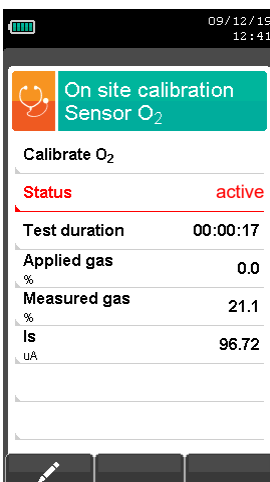 09/12/19
12:41
On site calibration
Sensor O2
Calibrate O2
Status active
Test duration 00:00:17
Applied gas 0.0
%
Measured gas 21.1
%
Is 96.72
uA